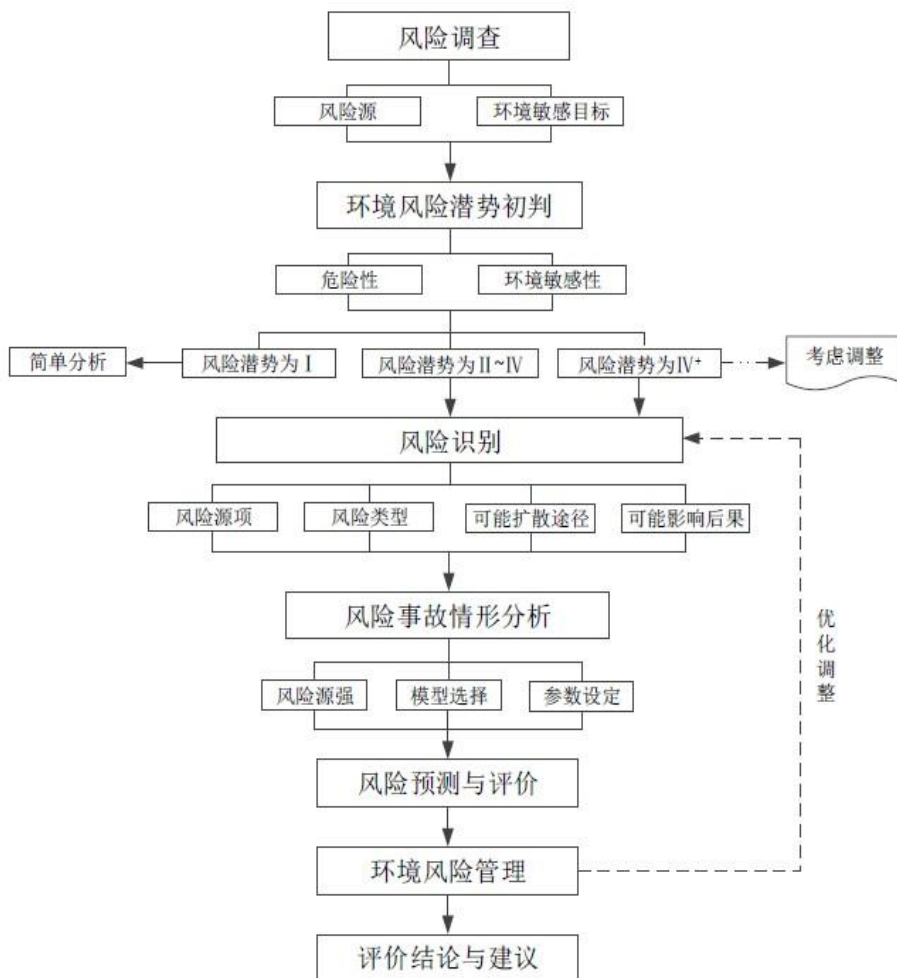 风险调查
风险源
环境敏感目标
环境风险潜势初判
危险性
环境敏感性
简单分析
风险潜势为Ⅰ
风险潜势为Ⅱ~Ⅳ
风险潜势为Ⅳ⁺
考虑调整
风险识别
风险源项
风险类型
可能扩散途径
可能影响后果
风险事故情形分析
风险源强
模型选择
参数设定
优化调整
风险预测与评价
环境风险管理
评价结论与建议